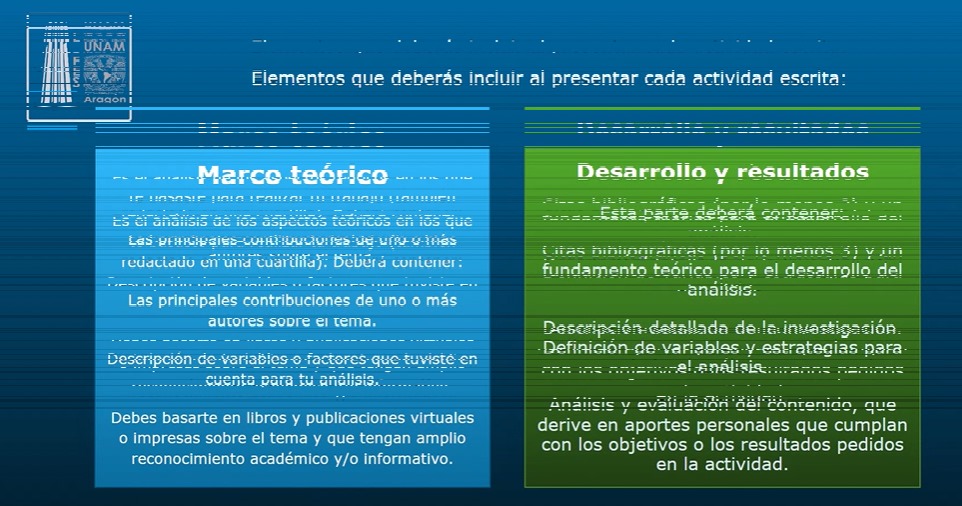 UNAM
Aragón
Elementos que deberás incluir al presentar cada actividad escrita:
Marco teórico
Es el análisis de los aspectos teóricos en los que
te basaste para realizar tu trabajo (también
redactado en una cuartilla). Deberá contener:
Las principales contribuciones de uno o más
autores sobre el tema.
Descripción de variables o factores que tuviste en
cuenta para tu análisis.
Debes basarte en libros y publicaciones virtuales
o impresas sobre el tema y que tengan amplio
reconocimiento académico y/o informativo.
Desarrollo y resultados
Esta parte deberá contener:
Citas bibliográficas (por lo menos 3) y un
fundamento teórico para el desarrollo del
análisis.
Descripción detallada de la investigación.
Definición de variables y estrategias para
el análisis.
Análisis y evaluación del contenido, que
derive en aportes personales que cumplan
con los objetivos o los resultados pedidos
en la actividad.